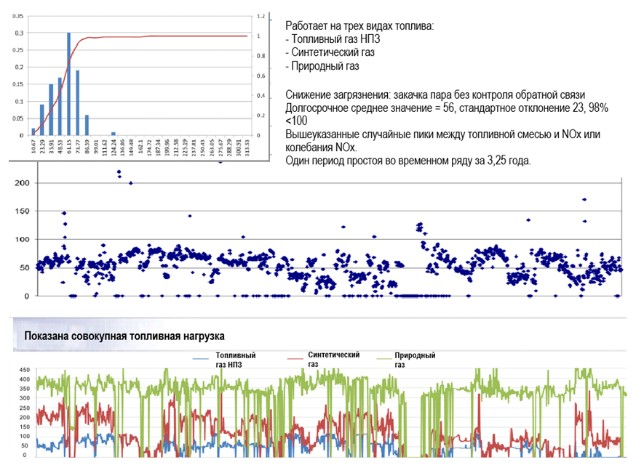 0.35
0.3
0.25
0.2
0.15
0.1
0.05
0
1.2
1
0.8
0.6
0.4
0.2
0
Работает на трех видах топлива:
- Топливный газ НПЗ
- Синтетический газ
- Природный газ
Снижение загрязнения: закачка пара без контроля обратной связи
Долгосрочное среднее значение = 56, стандартное отклонение 23, 98%
<100
Вышеуказанные случайные пики между топливной смесью и NOx или
колебания NOx.
Один период простоя во временном ряду за 3,25 года.
200
150
100
50
0
Показана совокупная топливная нагрузка
Топливный газ НПЗ
Синтетический газ
Природный газ
450
400
350
300
250
200
150
100
50
0